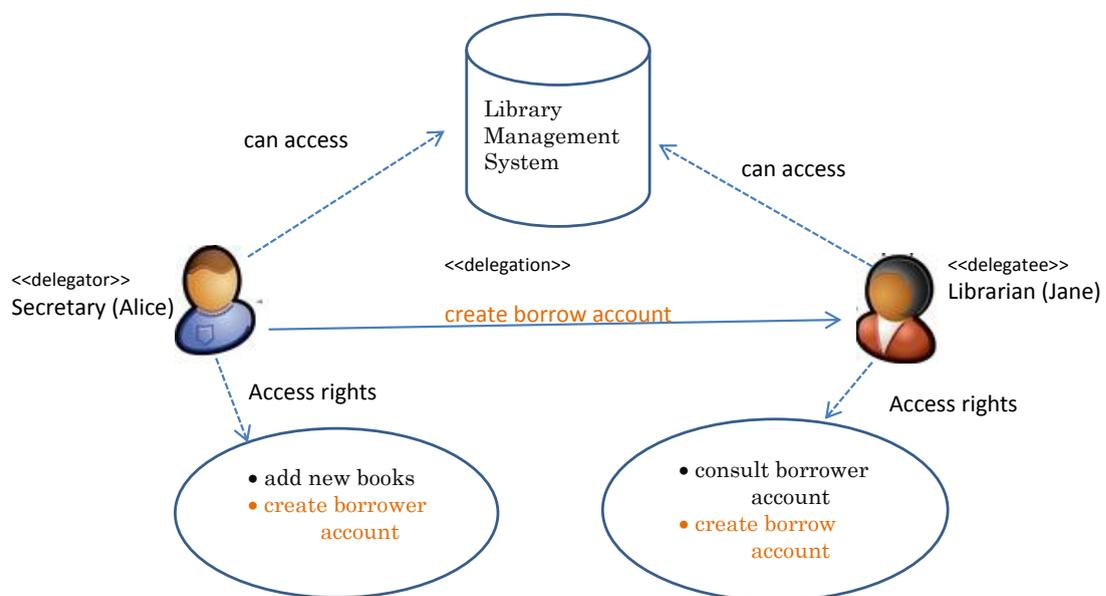 Library
Management
System
can access
can access
<<delegator>>
Secretary (Alice)
<<delegation>>
create borrow account
<<delegatee>>
Librarian (Jane)
Access rights
Access rights
• add new books
• create borrower
account
• consult borrower
account
• create borrow
account